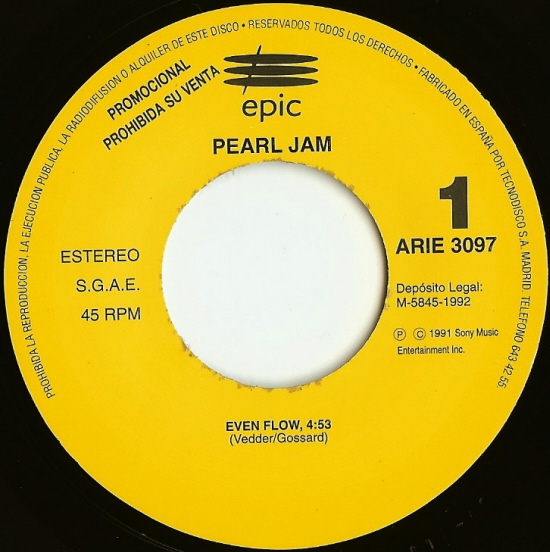 PROHIBIDA LA REPRODUCCION. LA EJECUCION PUBLICA. LA RADIODIFUSION O ALQUILER DE ESTE DISCO • RESERVADOS TODOS LOS DERECHOS • FABRICADO EN ESPAÑA POR TECNODISCO S.A. MADRID. TELEFONO 643 42 55.
PROMOCIONAL
PROHIBIDA SU VENTA
epic
PEARL JAM
1
ARIE 3097
ESTEREO
S.G.A.E.
45 RPM
Depósito Legal:
M-5845-1992
Ⓟ © 1991 Sony Music
Entertainment Inc.
EVEN FLOW, 4:53
(Vedder/Gossard)